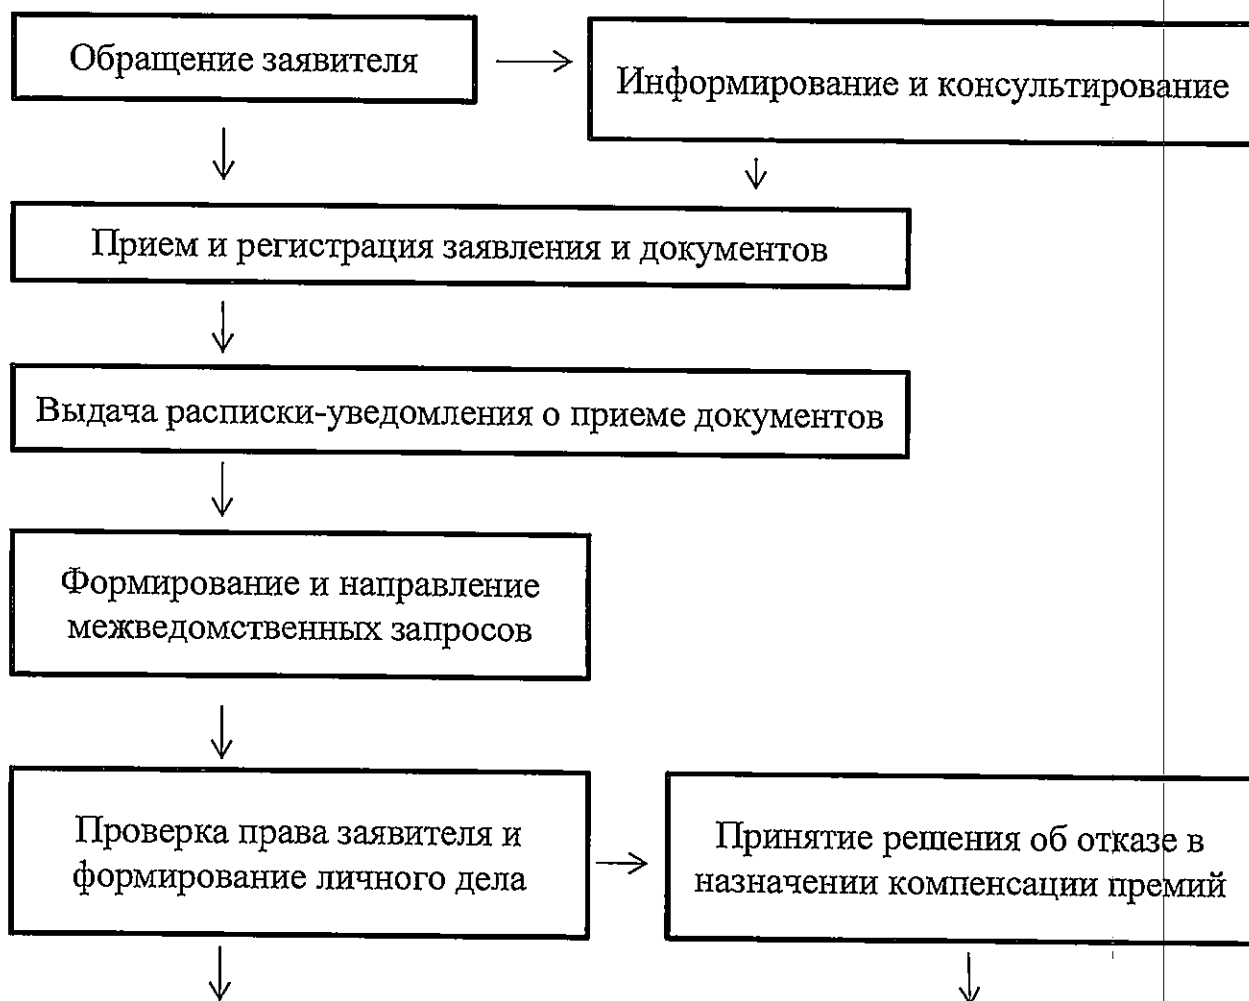 Обращение заявителя
Информирование и консультирование
Прием и регистрация заявления и документов
Выдача расписки-уведомления о приеме документов
Формирование и направление
межведомственных запросов
Проверка права заявителя и
формирование личного дела
Принятие решения об отказе в
назначении компенсации премий